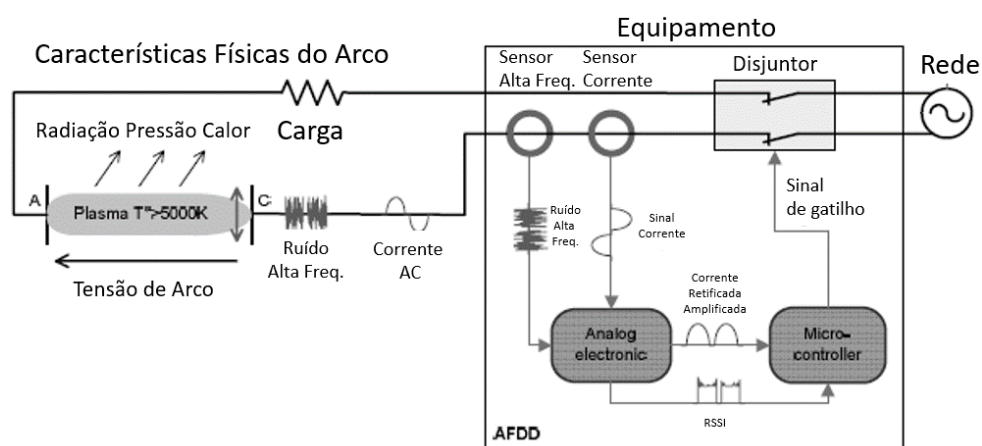 Equipamento
Características Físicas do Arco
Sensor
Alta Freq.
Sensor
Corrente
Disjuntor
Rede
Carga
Radiação Pressão Calor
A
Plasma T°>5000K
C
Ruído
Alta Freq.
Corrente
AC
Tensão de Arco
Ruído
Alta
Freq.
Sinal
Corrente
Sinal
de gatilho
Corrente
Retificada
Amplificada
Analog
electronic
Micro-
controller
RSSI
AFDD